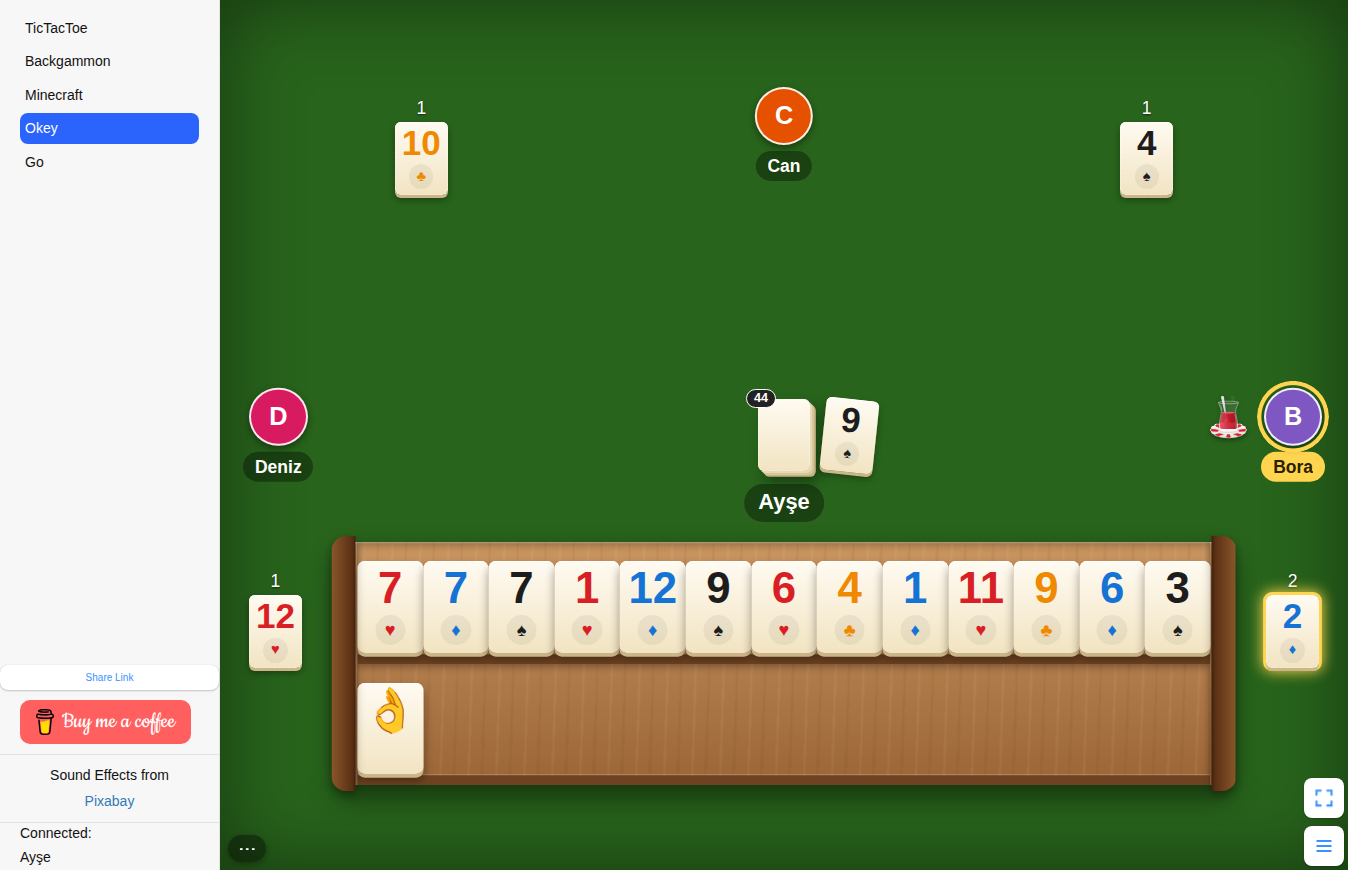 TicTacToe
Backgammon
Minecraft
Okey
Go
Share Link
Buy me a coffee
Sound Effects from
Pixabay
Connected:
Ayşe
1
10
C
Can
1
4
D
Deniz
44
9
B
Bora
Ayşe
1
12
7 7 7 1 12 9 6 4 1 11 9 6 3
2
2
...